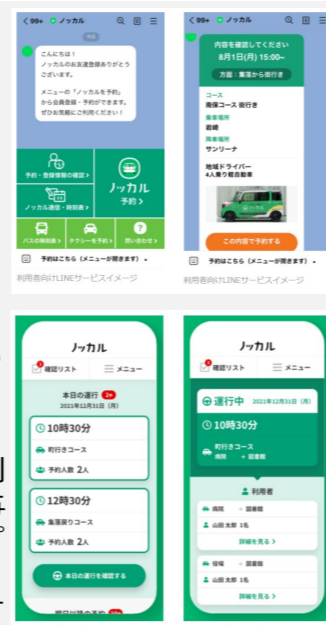 99+ ノッカル
今日
こんにちは!
ノッカルのお友達登録ありがとう
ございます。
メニューの「ノッカルを予約」
から会員登録・予約ができます。
ぜひお気軽にご利用ください!
予約・登録情報の確認 >
ノッカル通信・時刻表 >
ノッカル
予約 >
バスの時刻表 >
タクシーを予約 >
問い合わせ >
予約はこちら(メニューが開きます)
利用者向けLINEサービスイメージ
99+ ノッカル
内容を確認してください
8月1日(月) 15:00~
方面:集落から街行き
コース
南保コース 街行き
乗車場所
岩崎
降車場所
サンリーナ
地域ドライバー
4人乗り軽自動車
この内容で予約する
予約はこちら(メニューが開きます)
利用者向けLINEサービスイメージ
ノッカル
確認リスト
メニュー
本日の運行 2件
2021年12月31日(月)
10時30分
町行きコース
予約人数 2人
12時30分
集落戻りコース
予約人数 2人
本日の運行を確認する
ノッカル
確認リスト
メニュー
運行中 2021年12月31日(月)
10時30分
町行きコース
病院 図書館
利用者
病院 図書館
山田 太郎 1名
詳細を見る >
役場 図書館
山田 太郎 1名
詳細を見る >